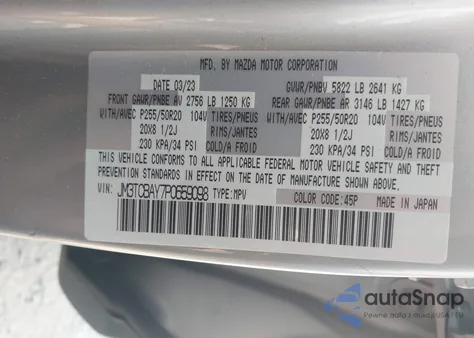 MFD. BY MAZDA MOTOR CORPORATION
DATE 03/23 GVWR/PNBV 5822 LB 2641 KG
FRONT GAWR/PNBE AV 2756 LB 1250 KG REAR GAWR/PNBE AR 3146 LB 1427 KG
WITH/AVEC P255/50R20 104V TIRES/PNEUS WITH/AVEC P255/50R20 104V TIRES/PNEUS
20X8 1/2J RIMS/JANTES 20X8 1/2J RIMS/JANTES
230 KPA/34 PSI COLD/A FROID 230 KPA/34 PSI COLD/A FROID
THIS VEHICLE CONFORMS TO ALL APPLICABLE FEDERAL MOTOR VEHICLE SAFETY AND THEFT
PREVENTION STANDARDS IN EFFECT ON THE DATE OF MANUFACTURE SHOWN ABOVE.
VIN: JM3TCBAY7P0659098 TYPE:MPV COLOR CODE:45P MADE IN JAPAN
autoSnap
Pewne auta z aukcji USA i EU